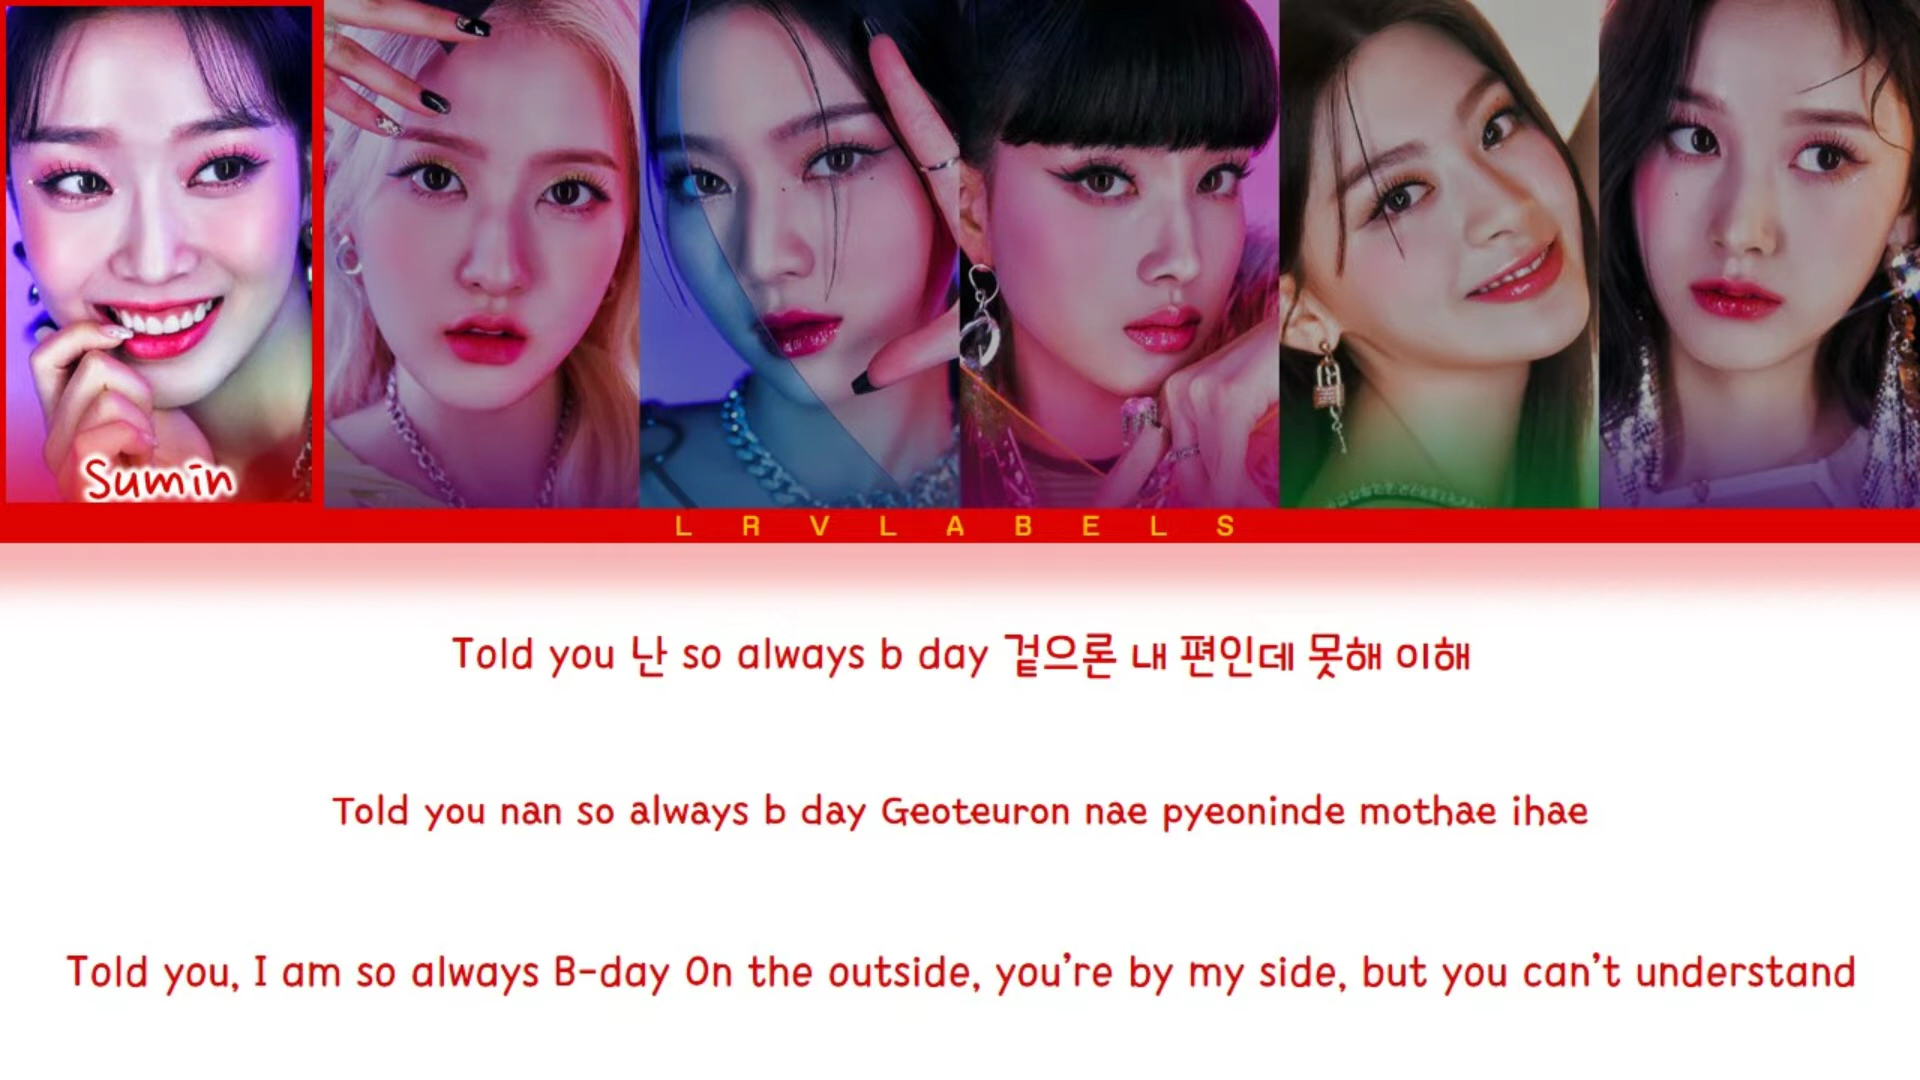 Sumin
LRVLABELS
Told you 난 so always b day 겉으론 내 편인데 못해 이해
Told you nan so always b day Geoteuron nae pyeoninde mothae ihae
Told you, I am so always B-day On the outside, you're by my side, but you can't understand